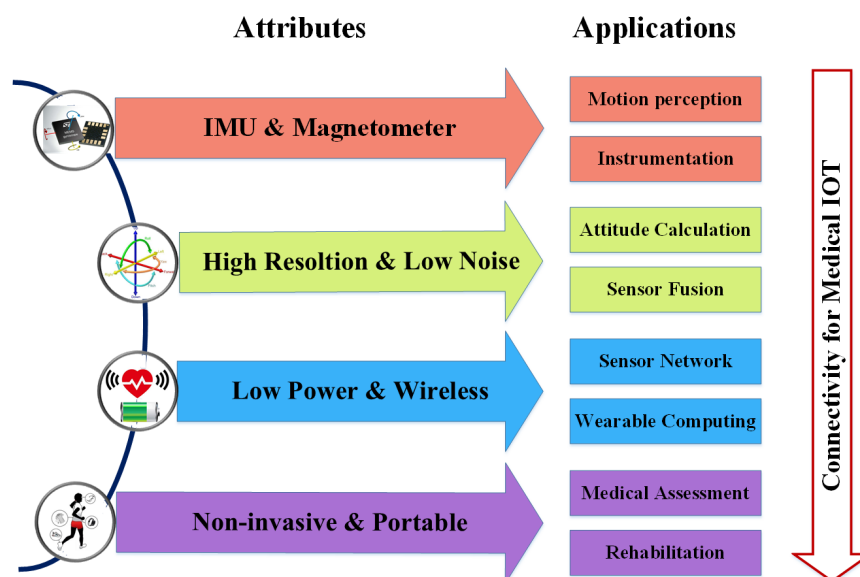 Attributes
Applications
IMU & Magnetometer
Motion perception
Instrumentation
High Resoltion & Low Noise
Attitude Calculation
Sensor Fusion
Low Power & Wireless
Sensor Network
Wearable Computing
Non-invasive & Portable
Medical Assessment
Rehabilitation
Connectivity for Medical IOT